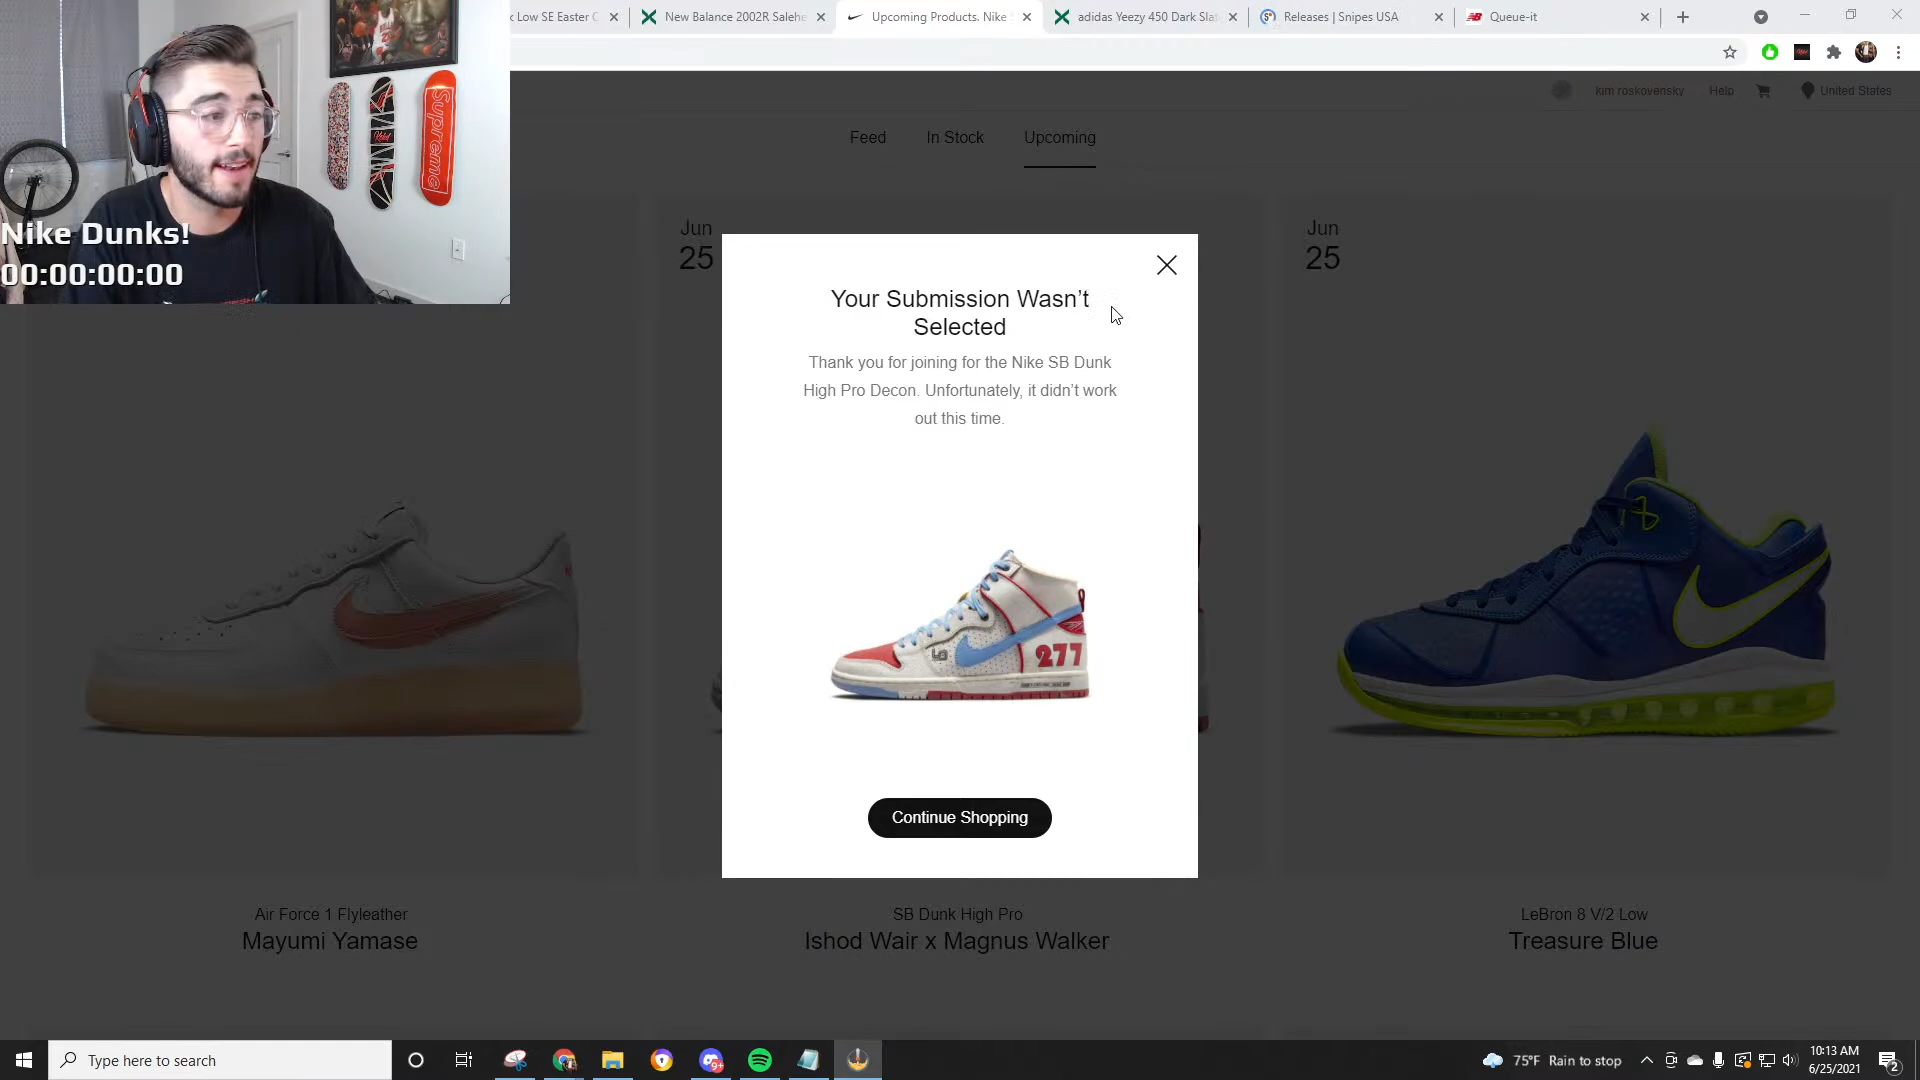 k Low SE Easter C
New Balance 2002R Salehe
Upcoming Products. Nike S
adidas Yeezy 450 Dark Slate
Releases | Snipes USA
Queue-it
kim roskovensky
Help
United States
Feed
In Stock
Upcoming
Supreme
Nike Dunks!
00:00:00:00
Jun
25
Jun
25
Your Submission Wasn’t
Selected
Thank you for joining for the Nike SB Dunk
High Pro Decon. Unfortunately, it didn’t work
out this time.
277
Continue Shopping
Air Force 1 Flyleather
Mayumi Yamase
SB Dunk High Pro
Ishod Wair x Magnus Walker
LeBron 8 V/2 Low
Treasure Blue
Type here to search
9+
75°F Rain to stop
10:13 AM
6/25/2021
2